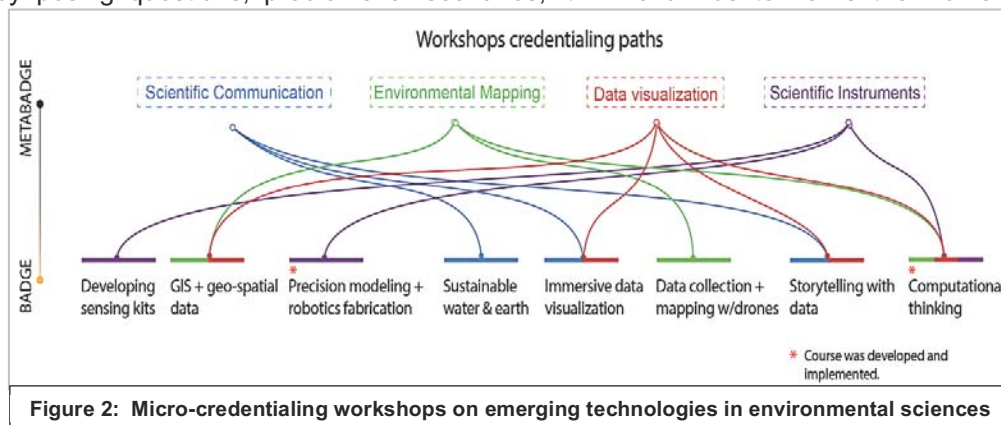 Workshops credentialing paths
METABADGE
Scientific Communication Environmental Mapping Data visualization Scientific Instruments
BADGE
Developing sensing kits
GIS + geo-spatial data
* Precision modeling + robotics fabrication
Sustainable water & earth
Immersive data visualization
Data collection + mapping w/drones
Storytelling with data
* Computationa thinking
* Course was developed and
implemented.
Figure 2: Micro-credentialing workshops on emerging technologies in environmental sciences